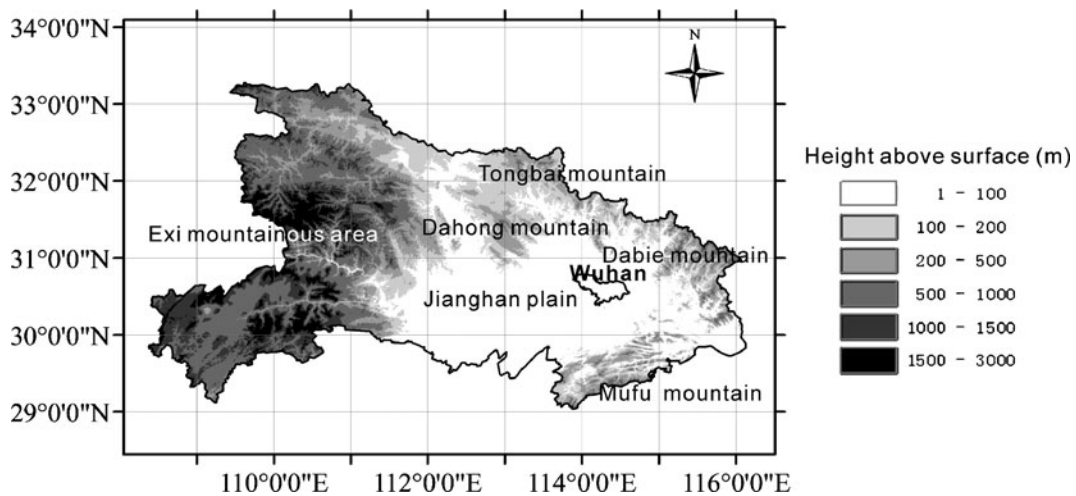 N
34°0'0"N
33°0'0"N
32°0'0"N
31°0'0"N
30°0'0"N
29°0'0"N
Tongbai mountain
Dahong mountain
Exi mountainous area
Dabie mountain
Wuhan
Jianghan plain
Mufu mountain
110°0'0"E
112°0'0"E
114°0'0"E
116°0'0"E
Height above surface (m)
1 - 100
100 - 200
200 - 500
500 - 1000
1000 - 1500
1500 - 3000